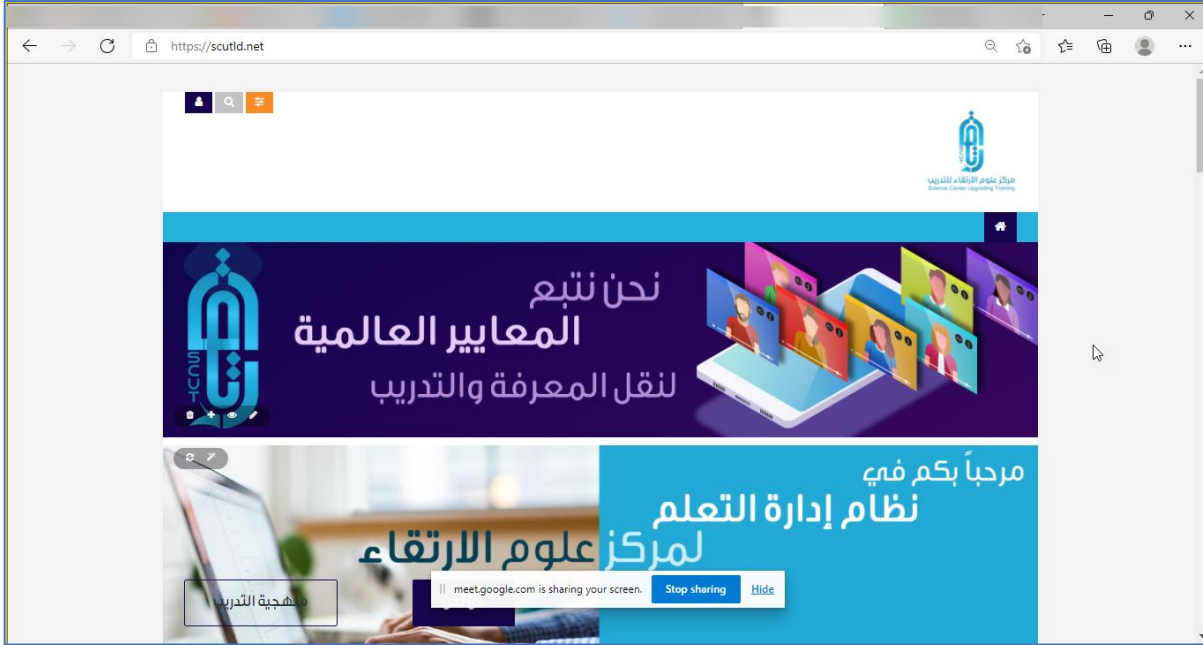 https://scutld.net
مركز علوم الارتقاء للتدريب
Science Center Upgrading Training
نحن نتبع
المعايير العالمية
لنقل المعرفة والتدريب
SCUT
مرحباً بكم في
نظام إدارة التعلم
لمركز علوم الارتقاء
meet.google.com is sharing your screen.
Stop sharing
Hide
منهجية التدريب